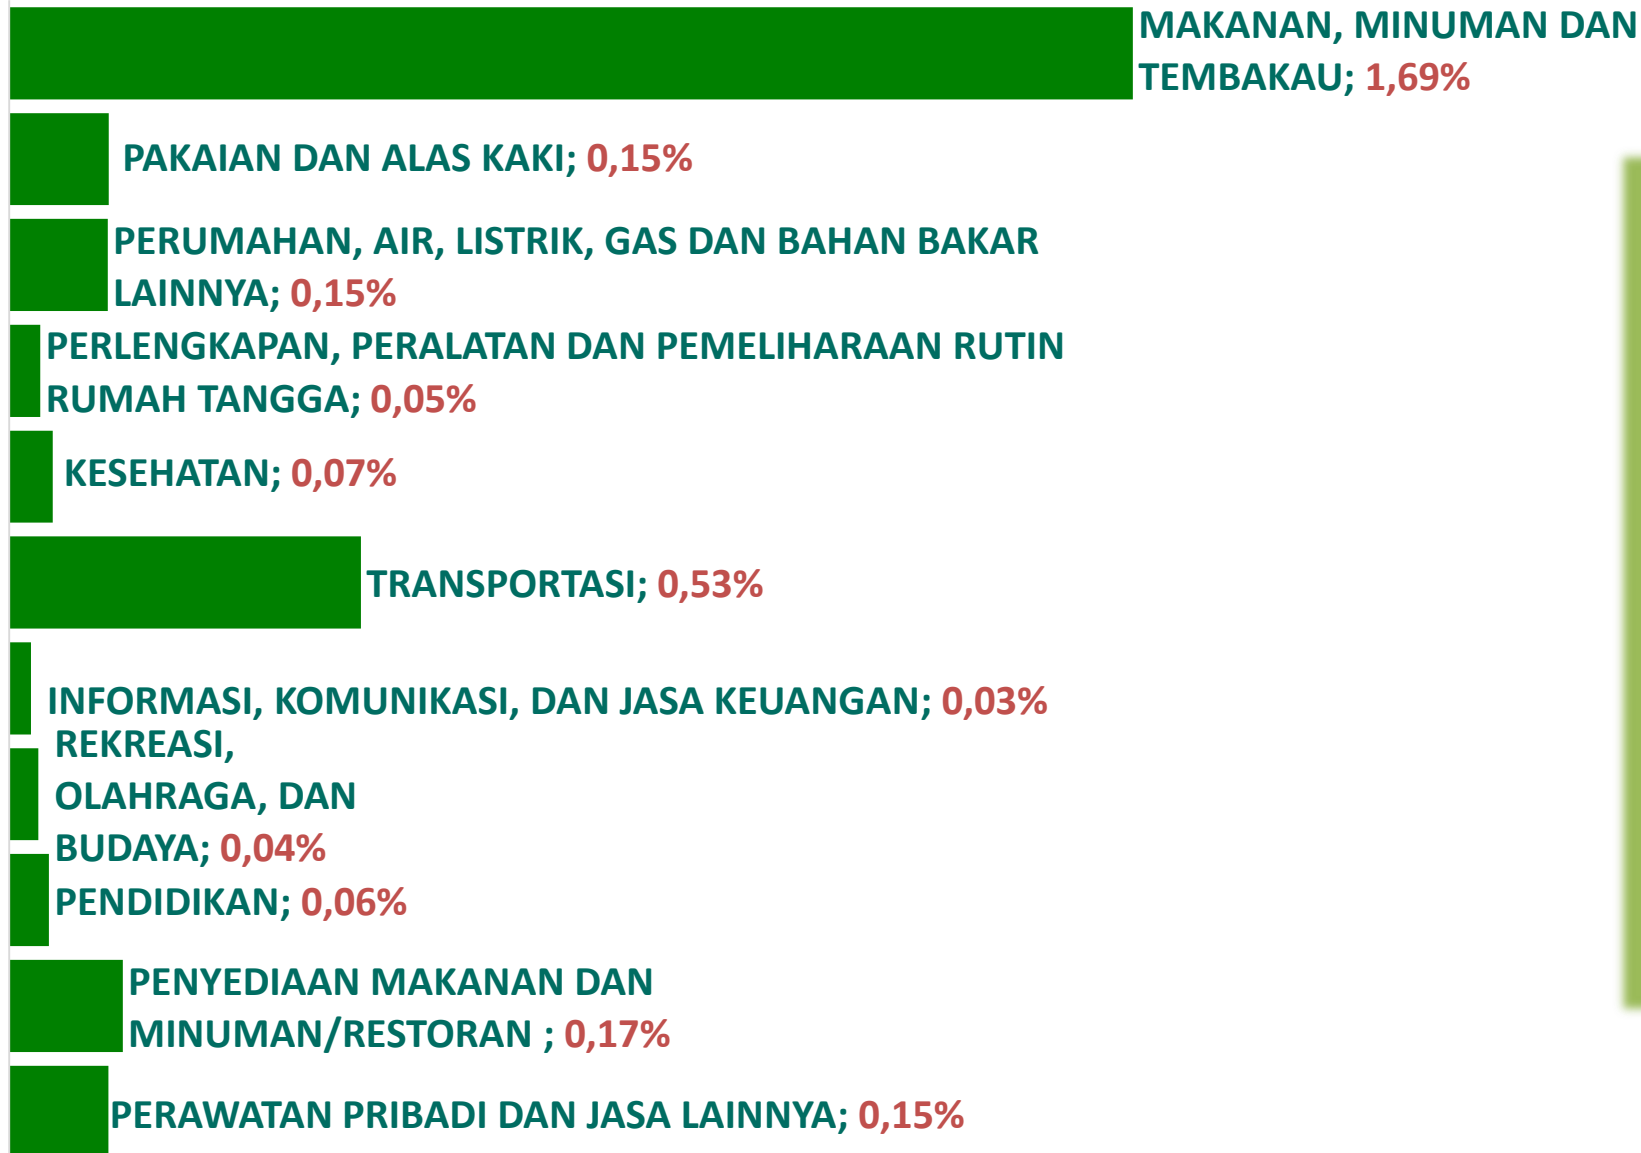 MAKANAN, MINUMAN DAN
TEMBAKAU; 1,69%
PAKAIAN DAN ALAS KAKI; 0,15%
PERUMAHAN, AIR, LISTRIK, GAS DAN BAHAN BAKAR
LAINNYA; 0,15%
PERLENGKAPAN, PERALATAN DAN PEMELIHARAAN RUTIN
RUMAH TANGGA; 0,05%
KESEHATAN; 0,07%
TRANSPORTASI; 0,53%
INFORMASI, KOMUNIKASI, DAN JASA KEUANGAN; 0,03%
REKREASI,
OLAHRAGA, DAN
BUDAYA; 0,04%
PENDIDIKAN; 0,06%
PENYEDIAAN MAKANAN DAN
MINUMAN/RESTORAN ; 0,17%
PERAWATAN PRIBADI DAN JASA LAINNYA; 0,15%